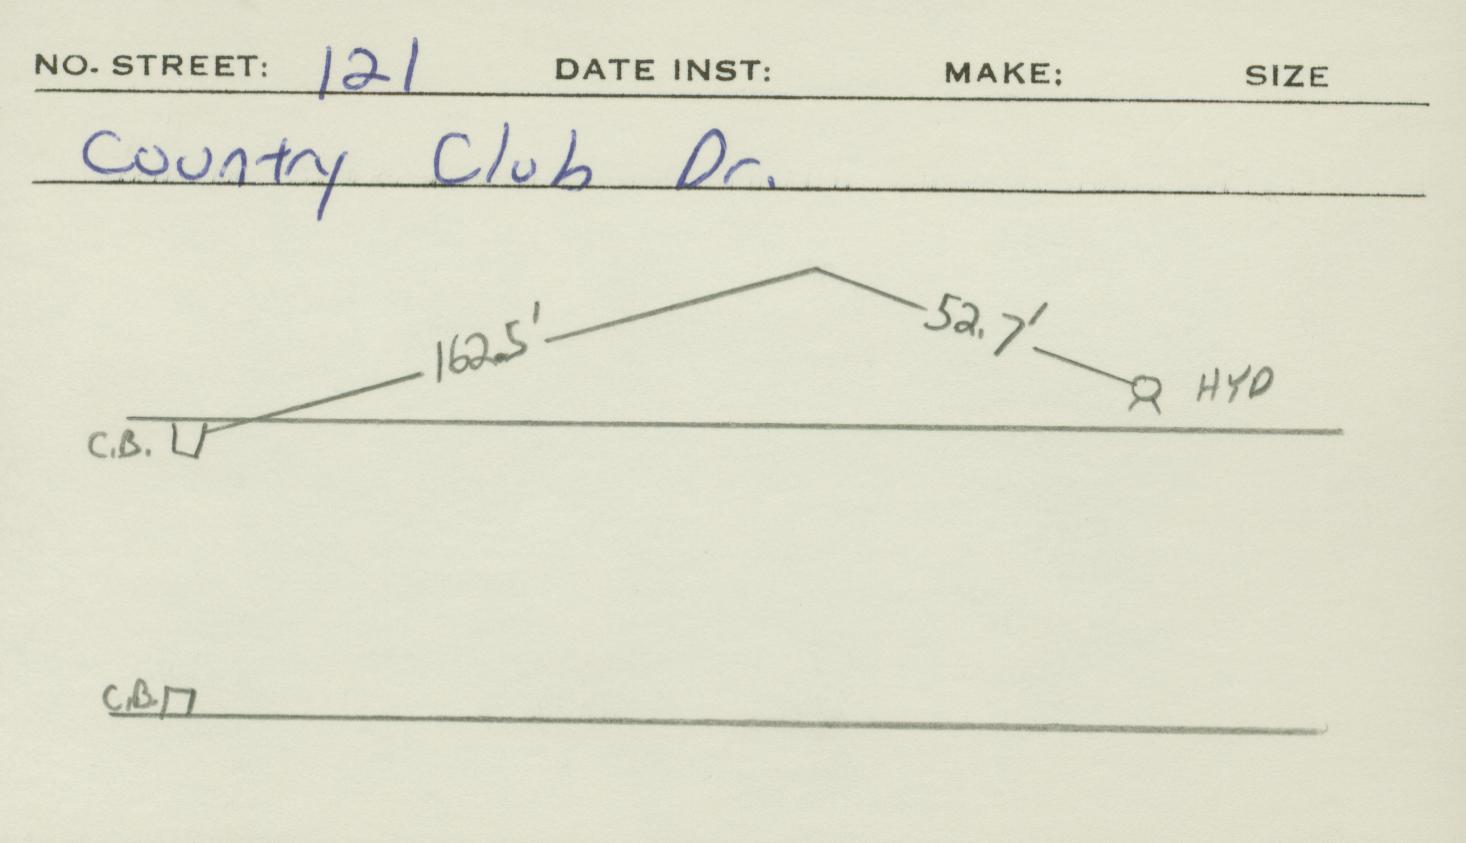 NO. STREET: 121 DATE INST: MAKE: SIZE
Country Club Dr.
162.5' 52.7'
HYD
C.B.
C.B.